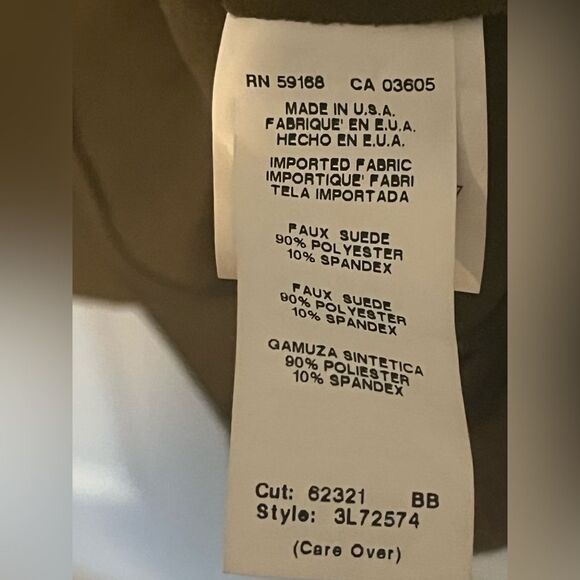 RN 59168 CA 03605
MADE IN U.S.A.
FABRIQUE' EN E.U.A.
HECHO EN E.U.A.
IMPORTED FABRIC
IMPORTIQUE' FABRI
TELA IMPORTADA
FAUX SUEDE
90% POLYESTER
10% SPANDEX
FAUX SUEDE
90% POLYESTER
10% SPANDEX
GAMUZA SINTETICA
90% POLIESTER
10% SPANDEX
Cut: 62321 BB
Style: 3L72574
(Care Over)